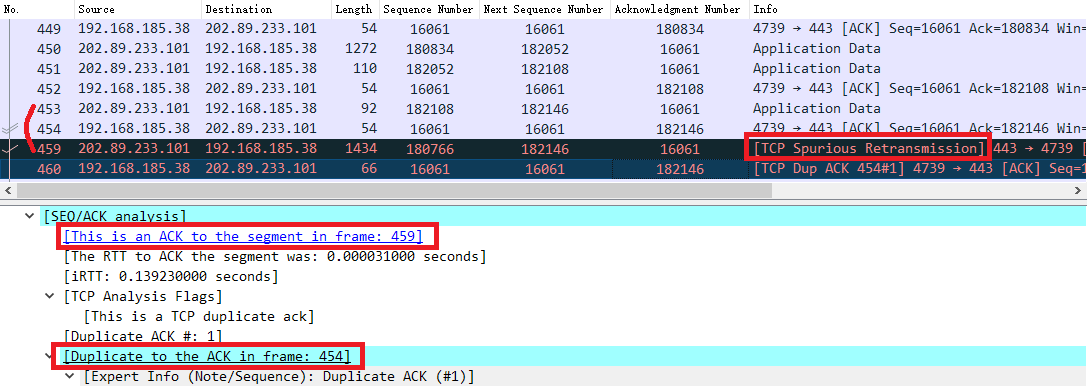 No. Source Destination Length Sequence Number Next Sequence Number Acknowledgment Number Info
449 192.168.185.38 202.89.233.101 54 16061 16061 180834 4739 → 443 [ACK] Seq=16061 Ack=180834 Win=
450 202.89.233.101 192.168.185.38 1272 180834 182052 16061 Application Data
451 202.89.233.101 192.168.185.38 110 182052 182108 16061 Application Data
452 192.168.185.38 202.89.233.101 54 16061 16061 182108 4739 → 443 [ACK] Seq=16061 Ack=182108 Win=
453 202.89.233.101 192.168.185.38 92 182108 182146 16061 Application Data
454 192.168.185.38 202.89.233.101 54 16061 16061 182146 4739 → 443 [ACK] Seq=16061 Ack=182146 Win=
459 202.89.233.101 192.168.185.38 1434 180766 182146 16061 [TCP Spurious Retransmission] 443 → 4739 [
460 192.168.185.38 202.89.233.101 66 16061 16061 182146 [TCP Dup ACK 454#1] 4739 → 443 [ACK] Seq=1
[SEQ/ACK analysis]
[This is an ACK to the segment in frame: 459]
[The RTT to ACK the segment was: 0.000031000 seconds]
[iRTT: 0.139230000 seconds]
[TCP Analysis Flags]
[This is a TCP duplicate ack]
[Duplicate ACK #: 1]
[Duplicate to the ACK in frame: 454]
[Expert Info (Note/Sequence): Duplicate ACK (#1)]